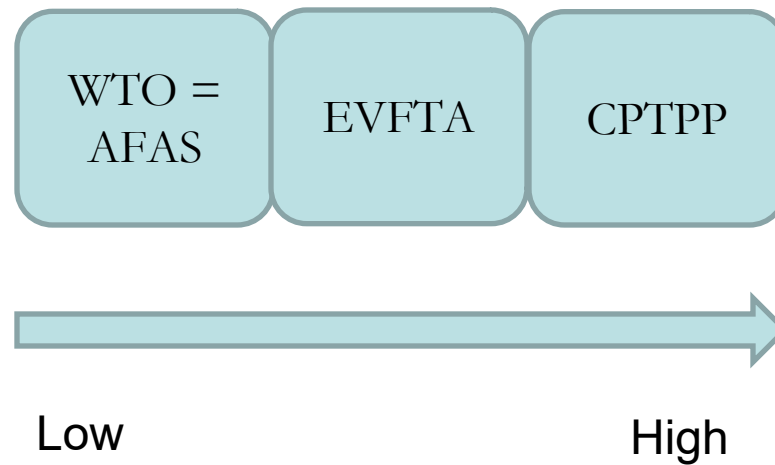 WTO =
AFAS
EVFTA
CPTPP
Low
High